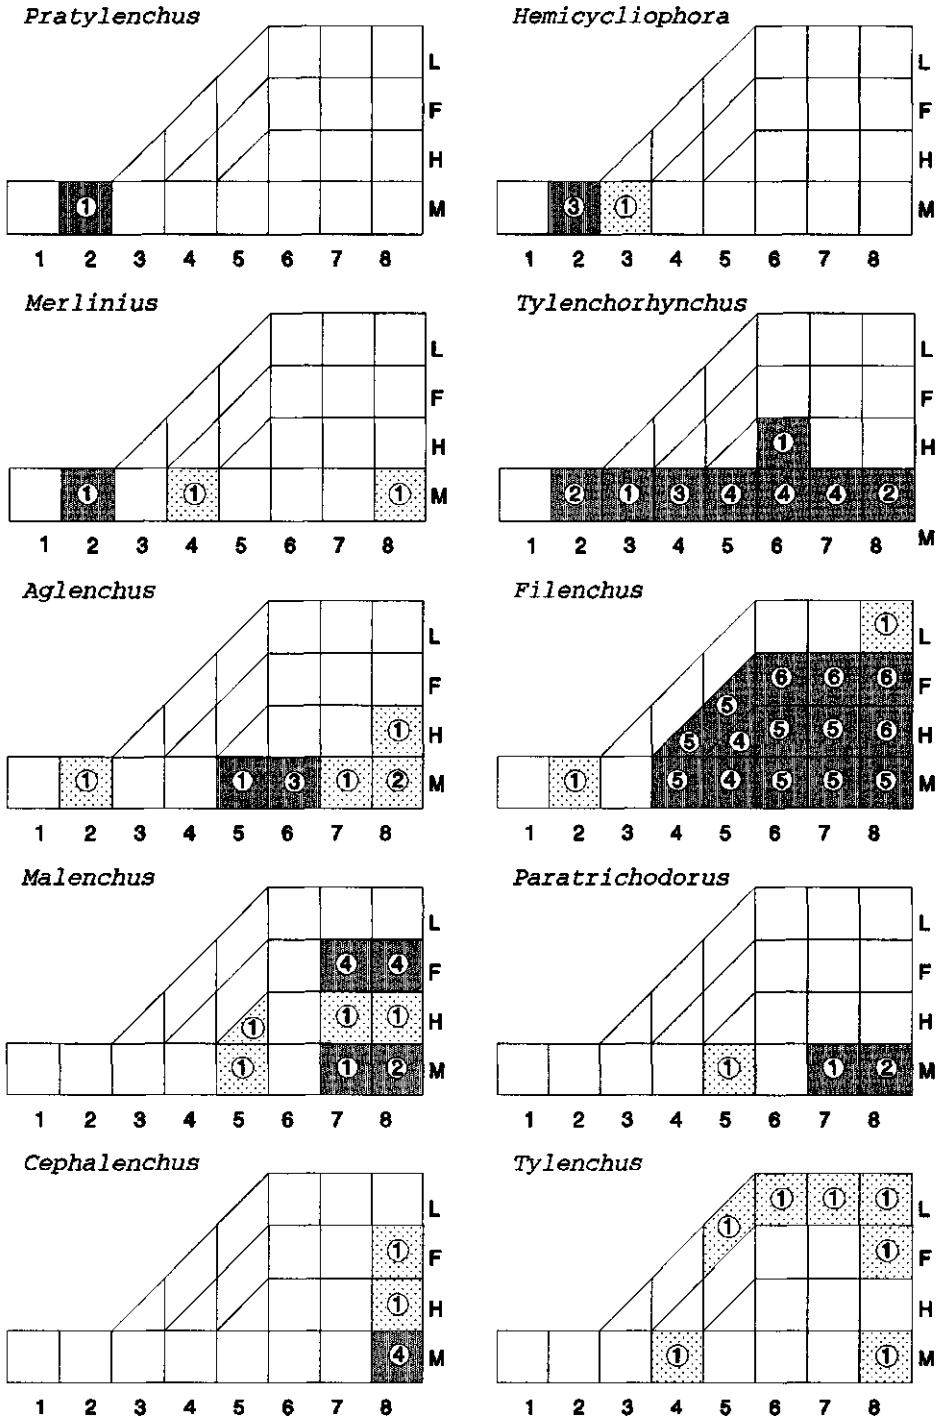 Pratylenchus
L
F
H
1
M
1 2 3 4 5 6 7 8
Hemicycliophora
L
F
H
3 1
M
1 2 3 4 5 6 7 8
Merlinius
L
F
H
1 1 1
M
1 2 3 4 5 6 7 8
Tylenchorhynchus
L
F
1
H
2 1 3 4 4 4 2
1 2 3 4 5 6 7 8
M
Aglenchus
L
F
1
H
1 1 3 1 2
M
1 2 3 4 5 6 7 8
Filenchus
1
L
6 6 6
F
5
5 4 5 5 6
H
1 5 4 5 5 5
M
1 2 3 4 5 6 7 8
Malenchus
L
4 4
F
1 1 1
H
1 1 2
M
1 2 3 4 5 6 7 8
Paratrichodorus
L
F
H
1 1 2
M
1 2 3 4 5 6 7 8
Cephalenchus
L
1
F
1
H
4
M
1 2 3 4 5 6 7 8
Tylenchus
1 1 1 1
L
1
F
H
1 1
M
1 2 3 4 5 6 7 8